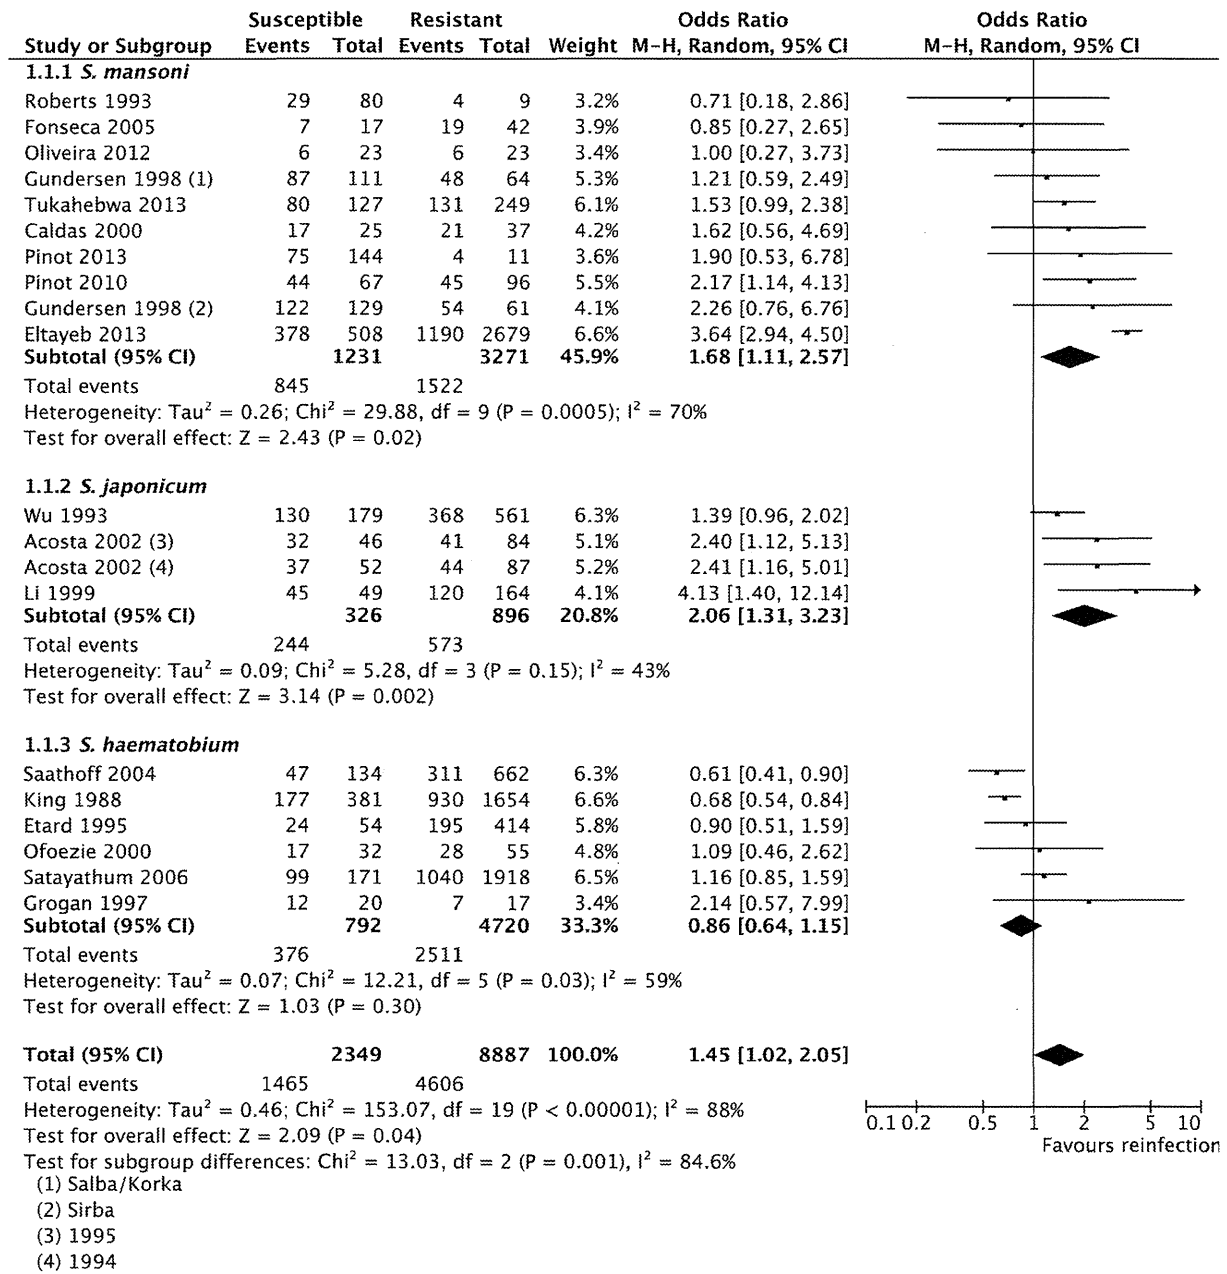 Susceptible Resistant Odds Ratio Odds Ratio
Study or Subgroup Events Total Events Total Weight M-H, Random, 95% CI M-H, Random, 95% CI
1.1.1 S. mansoni
Roberts 1993 29 80 4 9 3.2% 0.71 [0.18, 2.86]
Fonseca 2005 7 17 19 42 3.9% 0.85 [0.27, 2.65]
Oliveira 2012 6 23 6 23 3.4% 1.00 [0.27, 3.73]
Gundersen 1998 (1) 87 111 48 64 5.3% 1.21 [0.59, 2.49]
Tukahebwa 2013 80 127 131 249 6.1% 1.53 [0.99, 2.38]
Caldas 2000 17 25 21 37 4.2% 1.62 [0.56, 4.69]
Pinot 2013 75 144 4 11 3.6% 1.90 [0.53, 6.78]
Pinot 2010 44 67 45 96 5.5% 2.17 [1.14, 4.13]
Gundersen 1998 (2) 122 129 54 61 4.1% 2.26 [0.76, 6.76]
Eltayeb 2013 378 508 1190 2679 6.6% 3.64 [2.94, 4.50]
Subtotal (95% CI) 1231 3271 45.9% 1.68 [1.11, 2.57]
Total events 845 1522
Heterogeneity: Tau² = 0.26; Chi² = 29.88, df = 9 (P = 0.0005); I² = 70%
Test for overall effect: Z = 2.43 (P = 0.02)
1.1.2 S. japonicum
Wu 1993 130 179 368 561 6.3% 1.39 [0.96, 2.02]
Acosta 2002 (3) 32 46 41 84 5.1% 2.40 [1.12, 5.13]
Acosta 2002 (4) 37 52 44 87 5.2% 2.41 [1.16, 5.01]
Li 1999 45 49 120 164 4.1% 4.13 [1.40, 12.14]
Subtotal (95% CI) 326 896 20.8% 2.06 [1.31, 3.23]
Total events 244 573
Heterogeneity: Tau² = 0.09; Chi² = 5.28, df = 3 (P = 0.15); I² = 43%
Test for overall effect: Z = 3.14 (P = 0.002)
1.1.3 S. haematobium
Saathoff 2004 47 134 311 662 6.3% 0.61 [0.41, 0.90]
King 1988 177 381 930 1654 6.6% 0.68 [0.54, 0.84]
Etard 1995 24 54 195 414 5.8% 0.90 [0.51, 1.59]
Ofoezie 2000 17 32 28 55 4.8% 1.09 [0.46, 2.62]
Satayathum 2006 99 171 1040 1918 6.5% 1.16 [0.85, 1.59]
Grogan 1997 12 20 7 17 3.4% 2.14 [0.57, 7.99]
Subtotal (95% CI) 792 4720 33.3% 0.86 [0.64, 1.15]
Total events 376 2511
Heterogeneity: Tau² = 0.07; Chi² = 12.21, df = 5 (P = 0.03); I² = 59%
Test for overall effect: Z = 1.03 (P = 0.30)
Total (95% CI) 2349 8887 100.0% 1.45 [1.02, 2.05]
Total events 1465 4606
Heterogeneity: Tau² = 0.46; Chi² = 153.07, df = 19 (P < 0.00001); I² = 88%
0.1 0.2 0.5 1 2 5 10
Test for overall effect: Z = 2.09 (P = 0.04)
Favours reinfection
Test for subgroup differences: Chi² = 13.03, df = 2 (P = 0.001), I² = 84.6%
(1) Salba/Korka
(2) Sirba
(3) 1995
(4) 1994